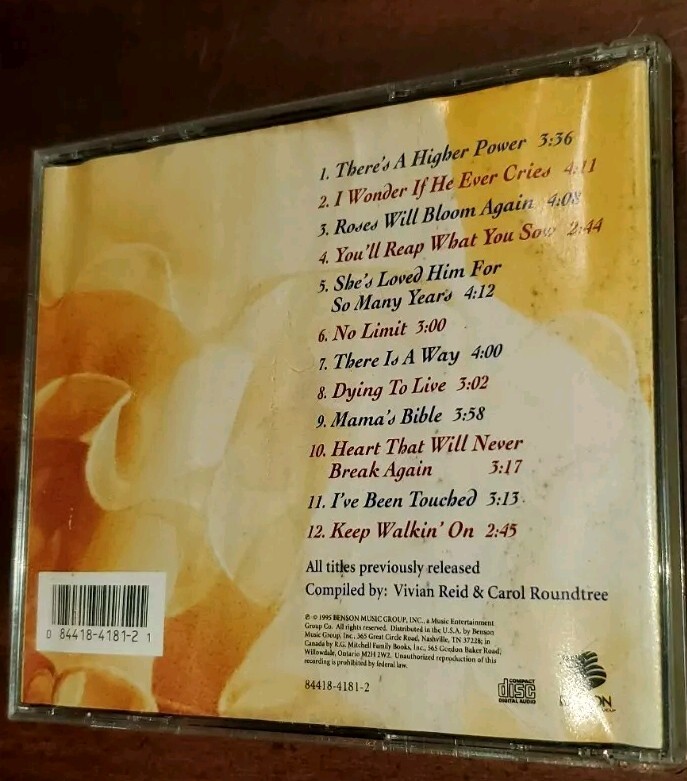 1. There's A Higher Power 3:36
2. I Wonder If He Ever Cries 4:11
3. Roses Will Bloom Again 4:08
4. You'll Reap What You Sow 2:44
5. She's Loved Him For
So Many Years 4:12
6. No Limit 3:00
7. There Is A Way 4:00
8. Dying To Live 3:02
9. Mama's Bible 3:58
10. Heart That Will Never
Break Again 3:17
11. I've Been Touched 3:13
12. Keep Walkin' On 2:45
All titles previously released
Compiled by: Vivian Reid & Carol Roundtree
℗ © 1995 BENSON MUSIC GROUP, INC., a Music Entertainment
Group Co. All rights reserved. Distributed in the U.S.A. by Benson
Music Group, Inc., 365 Great Circle Road, Nashville, TN 37228; in
Canada by R.G. Mitchell Family Books, Inc., 565 Gordon Baker Road,
Willowdale, Ontario M2H 2W2. Unauthorized reproduction of this
recording is prohibited by federal law.
84418-4181-2
0 84418-4181-2 1
COMPACT
disc
DIGITAL AUDIO